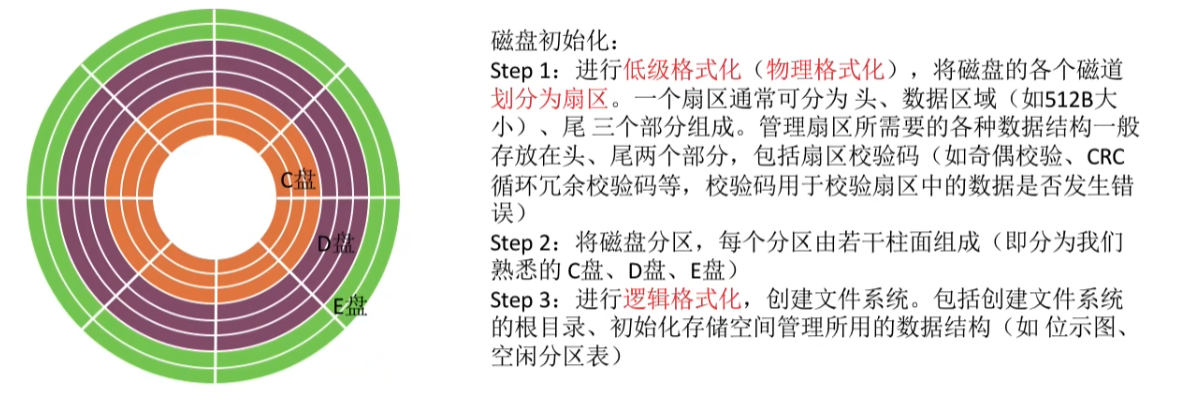 C盘
D盘
E盘
磁盘初始化：
Step 1：进行低级格式化（物理格式化），将磁盘的各个磁道
划分为扇区。一个扇区通常可分为 头、数据区域（如512B大
小）、尾 三个部分组成。管理扇区所需要的各种数据结构一般
存放在头、尾两个部分，包括扇区校验码（如奇偶校验、CRC
循环冗余校验码等，校验码用于校验扇区中的数据是否发生错
误）
Step 2：将磁盘分区，每个分区由若干柱面组成（即分为我们
熟悉的 C盘、D盘、E盘）
Step 3：进行逻辑格式化，创建文件系统。包括创建文件系统
的根目录、初始化存储空间管理所用的数据结构（如 位示图、
空闲分区表）